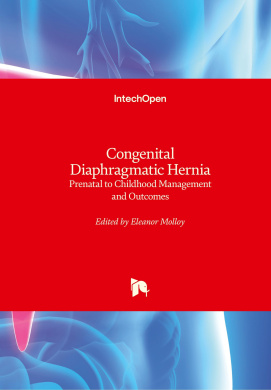 IntechOpen
Congenital
Diaphragmatic Hernia
Prenatal to Childhood Management
and Outcomes
Edited by Eleanor Molloy